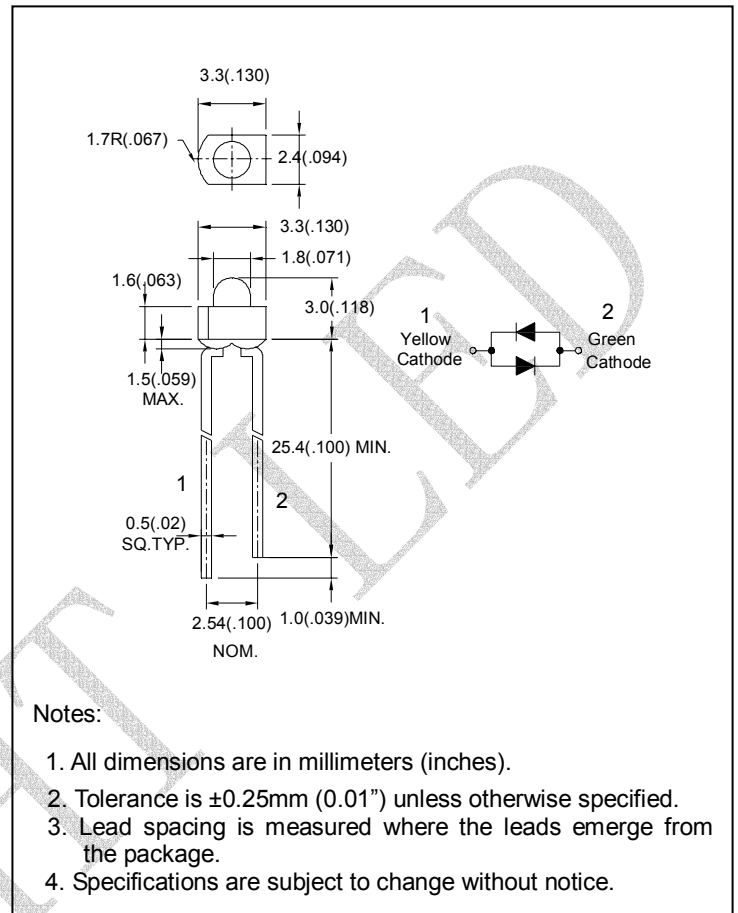 3.3(.130)
1.7R(.067)
2.4(.094)
3.3(.130)
1.8(.071)
1.6(.063)
3.0(.118)
1 2
Yellow Green
Cathode Cathode
1.5(.059)
MAX.
25.4(.100) MIN.
1
2
0.5(.02)
SQ.TYP.
2.54(.100) 1.0(.039)MIN.
NOM.
Notes:
1. All dimensions are in millimeters (inches).
2. Tolerance is ±0.25mm (0.01”) unless otherwise specified.
3. Lead spacing is measured where the leads emerge from
the package.
4. Specifications are subject to change without notice.
HT LED